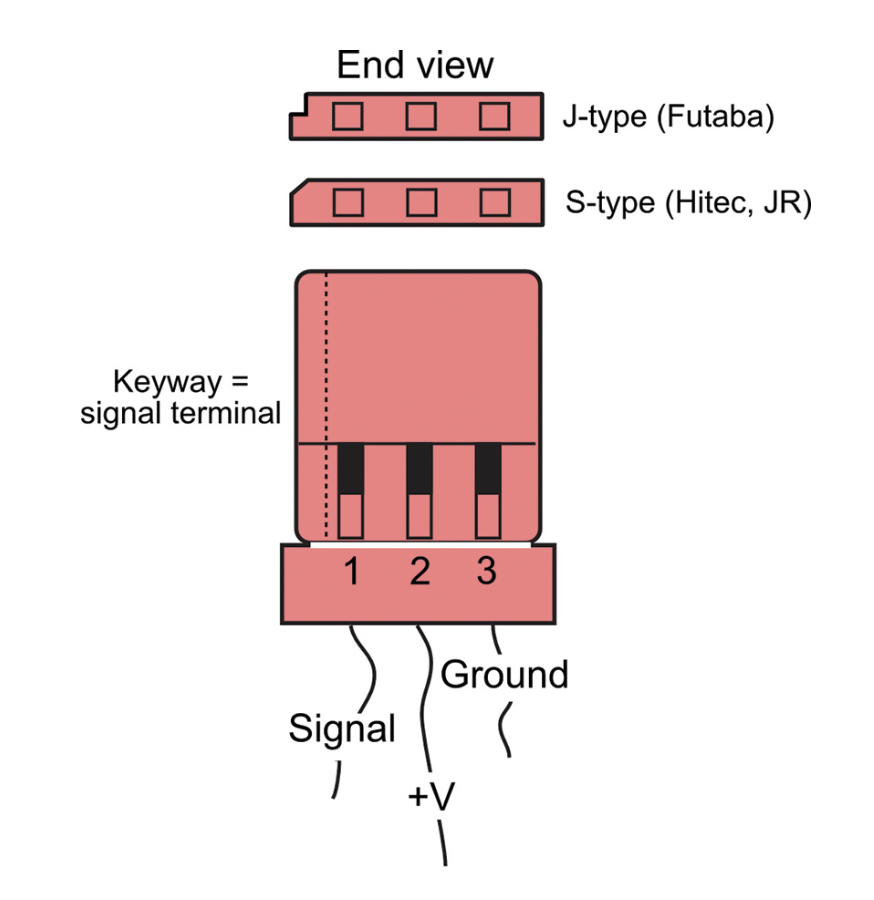 End view
J-type (Futaba)
S-type (Hitec, JR)
Keyway =
signal terminal
1 2 3
Ground
Signal
+V